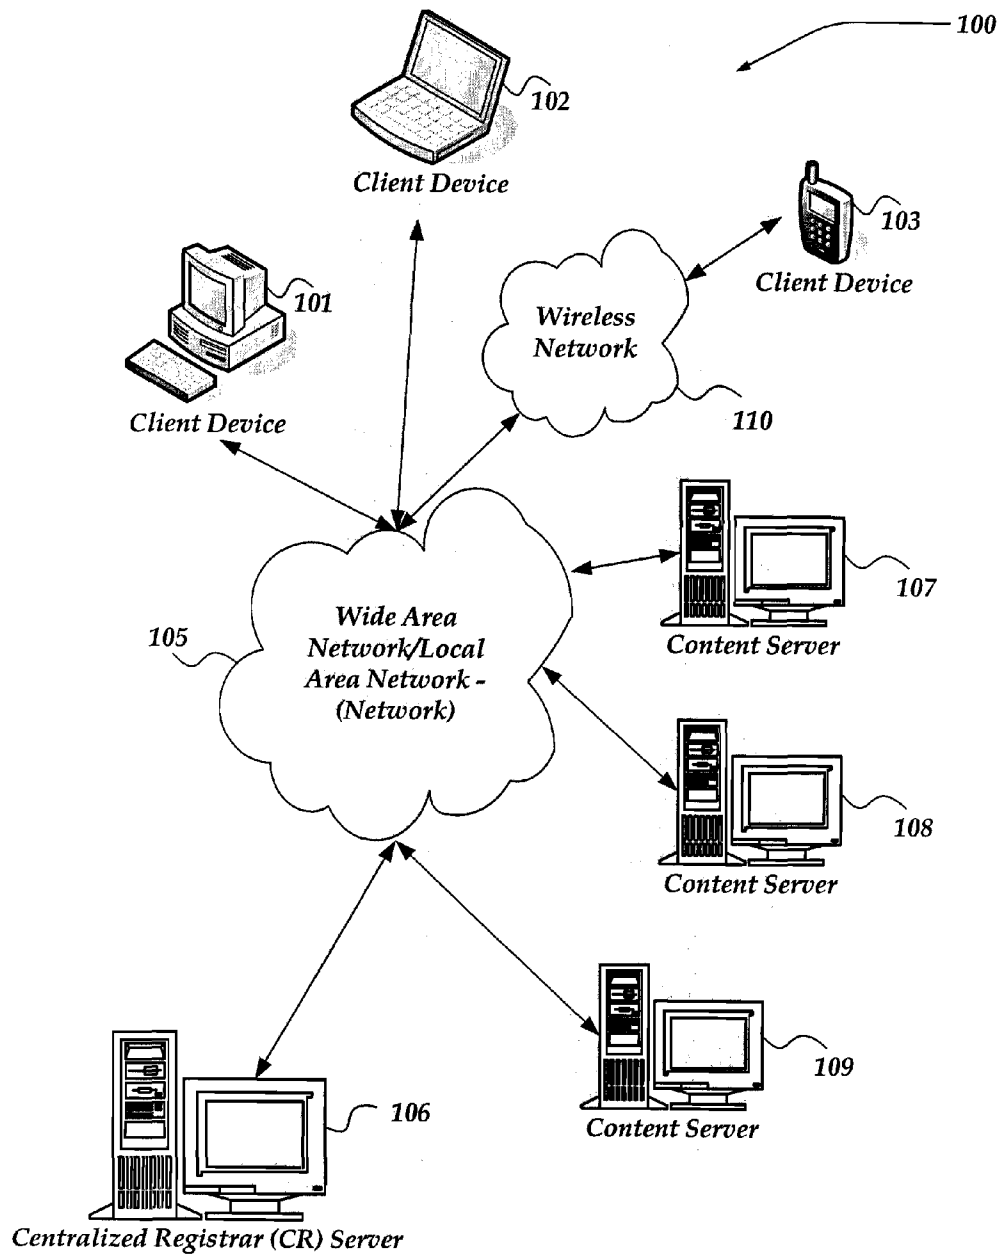 100
102
Client Device
103
Client Device
101
Client Device
Wireless
Network
110
107
Content Server
105
Wide Area
Network/Local
Area Network -
(Network)
108
Content Server
109
Content Server
106
Centralized Registrar (CR) Server